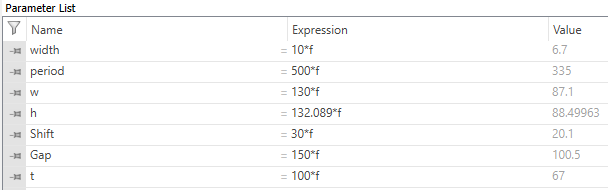 Parameter List
Name Expression Value
width = 10*f 6.7
period = 500*f 335
w = 130*f 87.1
h = 132.089*f 88.49963
Shift = 30*f 20.1
Gap = 150*f 100.5
t = 100*f 67